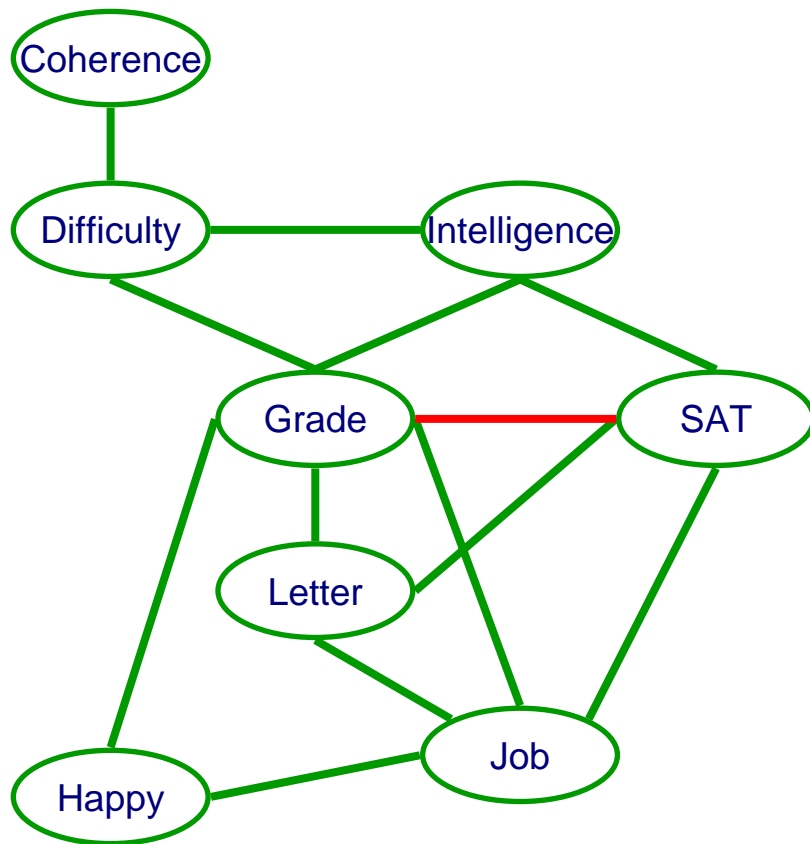 Coherence
Difficulty
Intelligence
Grade
SAT
Letter
Job
Happy